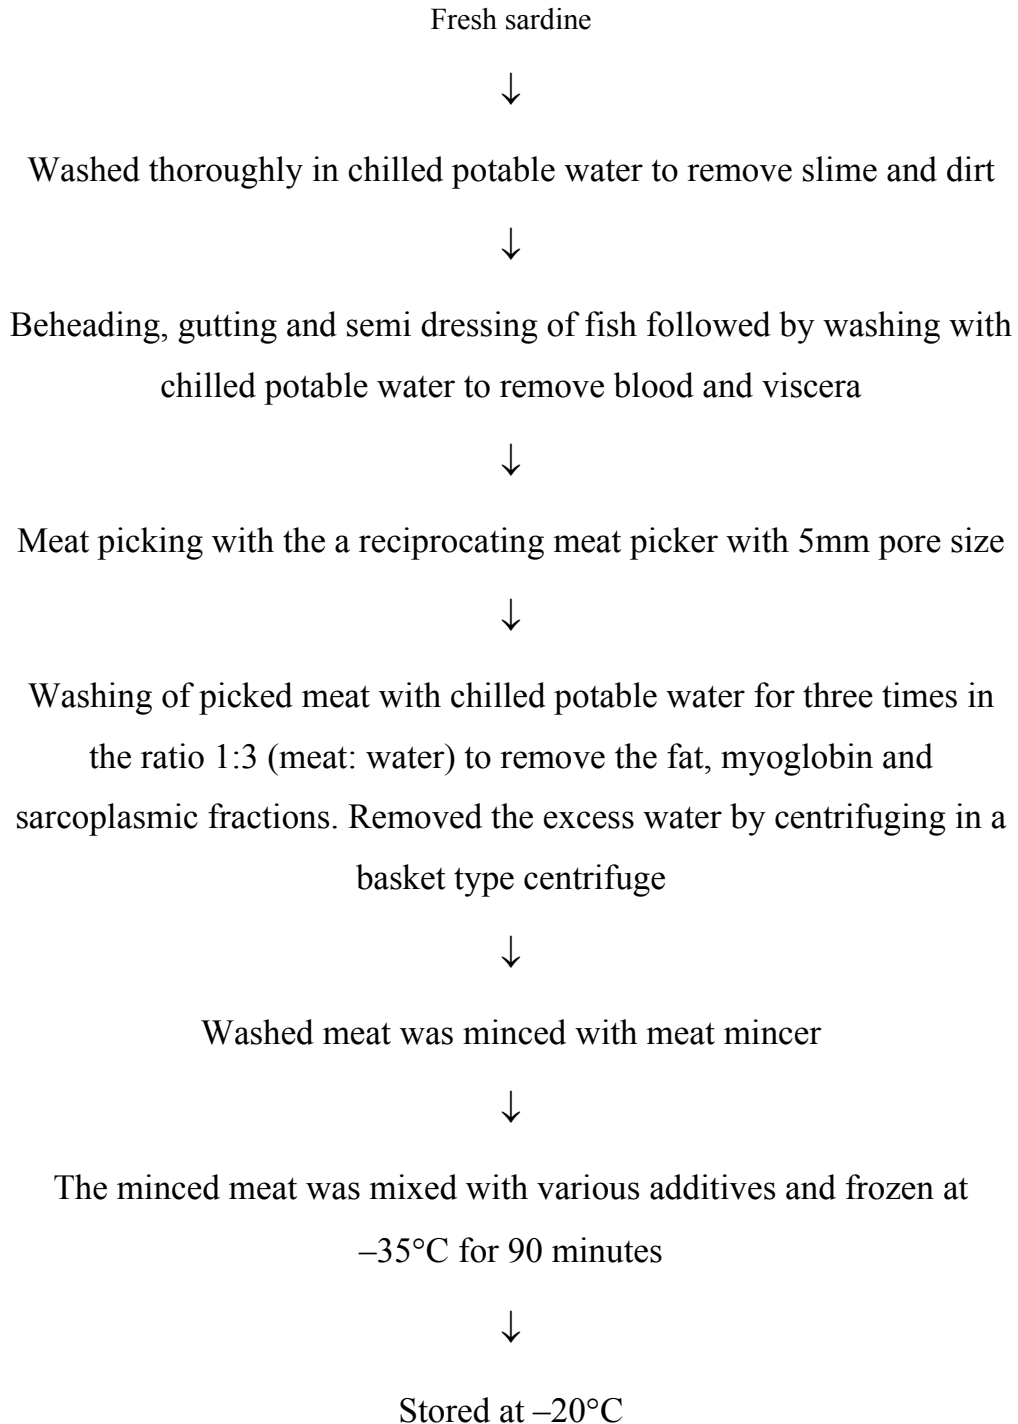 Fresh sardine
↓
Washed thoroughly in chilled potable water to remove slime and dirt
↓
Beheading, gutting and semi dressing of fish followed by washing with
chilled potable water to remove blood and viscera
↓
Meat picking with the a reciprocating meat picker with 5mm pore size
↓
Washing of picked meat with chilled potable water for three times in
the ratio 1:3 (meat: water) to remove the fat, myoglobin and
sarcoplasmic fractions. Removed the excess water by centrifuging in a
basket type centrifuge
↓
Washed meat was minced with meat mincer
↓
The minced meat was mixed with various additives and frozen at
–35°C for 90 minutes
↓
Stored at –20°C